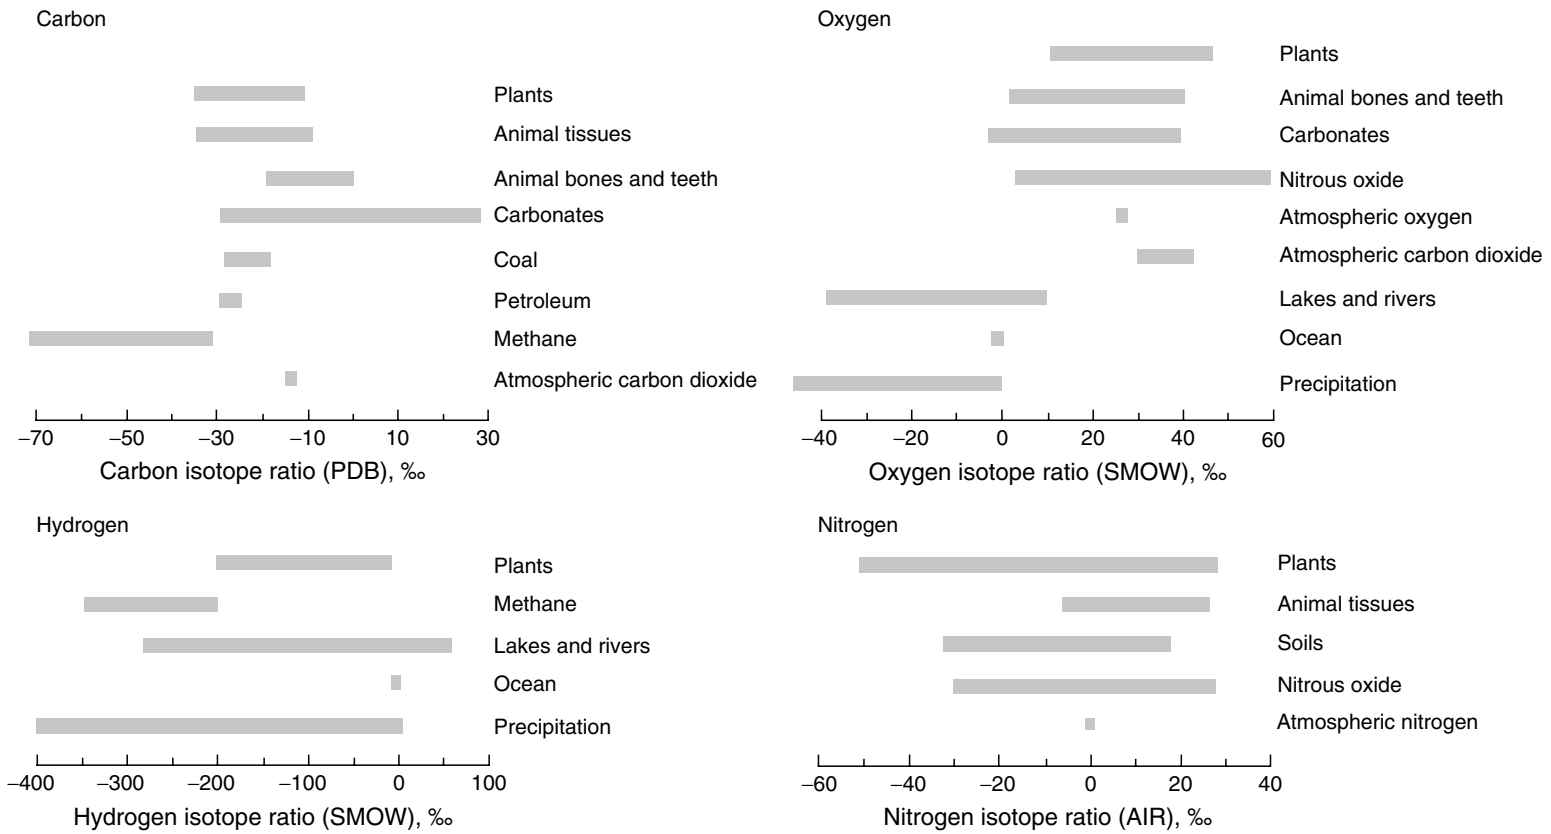 Carbon
Plants
Animal tissues
Animal bones and teeth
Carbonates
Coal
Petroleum
Methane
Atmospheric carbon dioxide
–70 –50 –30 –10 10 30
Carbon isotope ratio (PDB), ‰
Oxygen
Plants
Animal bones and teeth
Carbonates
Nitrous oxide
Atmospheric oxygen
Atmospheric carbon dioxide
Lakes and rivers
Ocean
Precipitation
–40 –20 0 20 40 60
Oxygen isotope ratio (SMOW), ‰
Hydrogen
Plants
Methane
Lakes and rivers
Ocean
Precipitation
–400 –300 –200 –100 0 100
Hydrogen isotope ratio (SMOW), ‰
Nitrogen
Plants
Animal tissues
Soils
Nitrous oxide
Atmospheric nitrogen
–60 –40 –20 0 20 40
Nitrogen isotope ratio (AIR), ‰